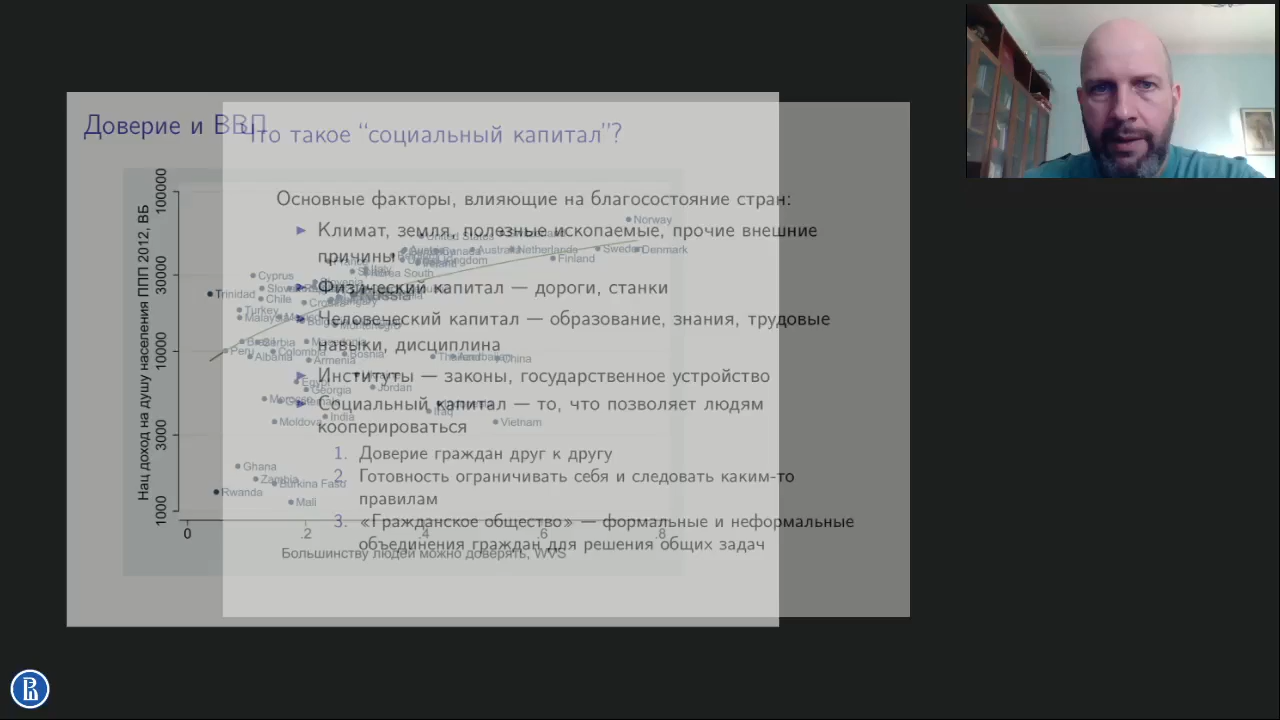 Доверие и ВВП
Что такое “социальный капитал”?
Основные факторы, влияющие на благосостояние стран:
Климат, земля, полезные ископаемые, прочие внешние
причины
Физический капитал — дороги, станки
Человеческий капитал — образование, знания, трудовые
навыки, дисциплина
Институты — законы, государственное устройство
Социальный капитал — то, что позволяет людям
кооперироваться
1. Доверие граждан друг к другу
2. Готовность ограничивать себя и следовать каким-то
правилам
3. «Гражданское общество» — формальные и неформальные
объединения граждан для решения общих задач
Нац доход на душу населения ППП 2012, ВБ
100000
30000
10000
3000
1000
Norway
United States
Netherlands
Sweden
Denmark
Finland
Cyprus
Korea South
Trinidad
Chile
Russia
Turkey
Montenegro
Peru
Albania
Colombia
Bosnia
Armenia
China
Georgia
Jordan
India
Iraq
Moldova
Vietnam
Ghana
Zambia
Burkina Faso
Rwanda
Mali
0
.2
.4
.6
.8
Большинству людей можно доверять, WVS